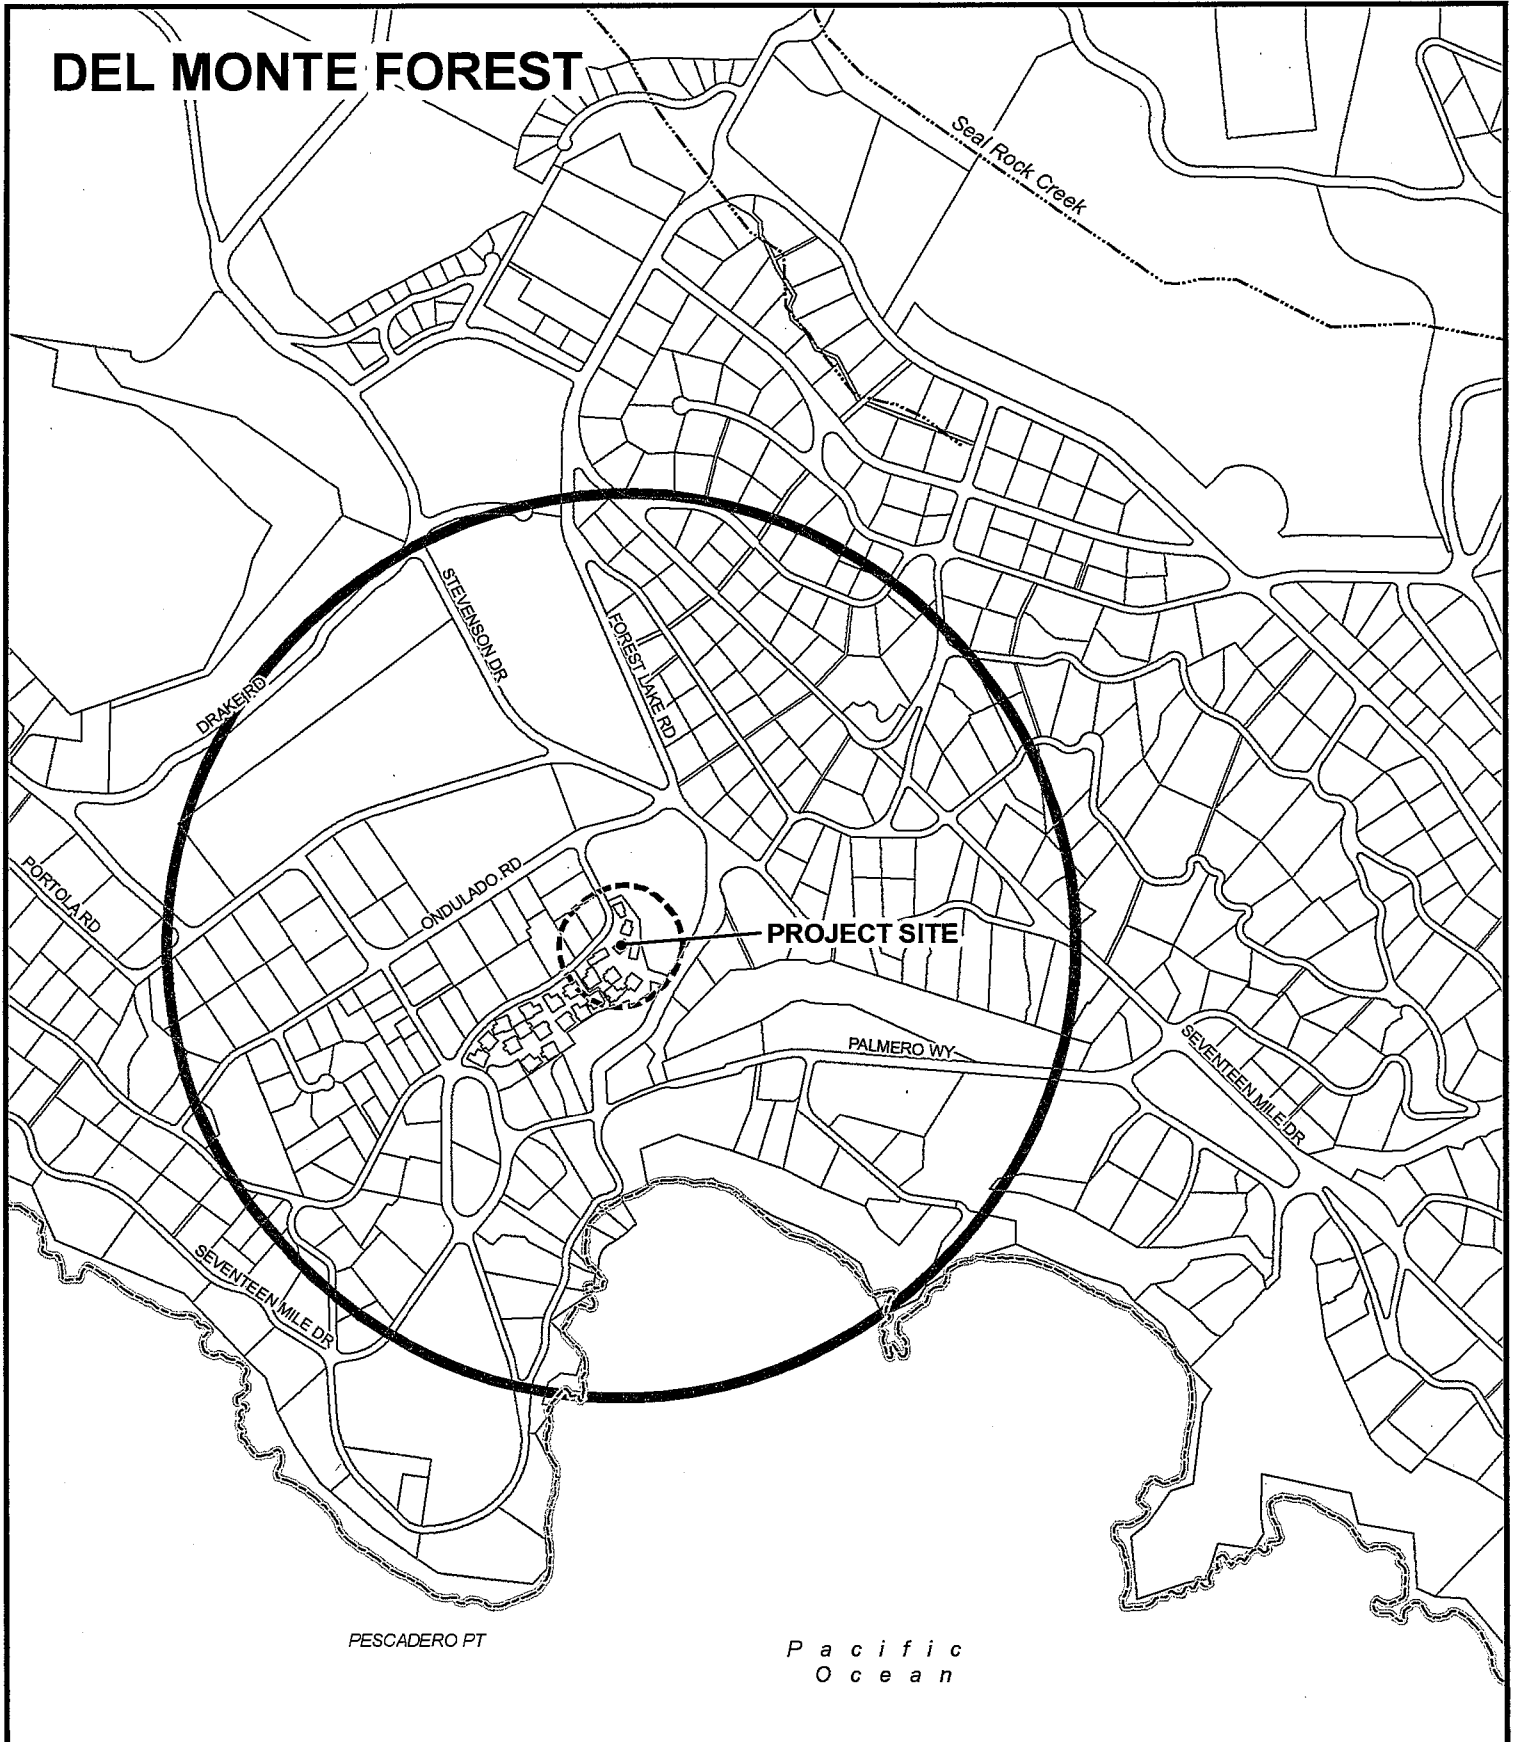 DEL MONTE FOREST
Seal Rock Creek
STEVENSON DR
FOREST LAKE RD
DRAKE RD
PORTOLA RD
ONDULADO RD
PROJECT SITE
PALMERO WY
SEVENTEEN MILE DR
SEVENTEEN MILE DR
PESCADERO PT
Pacific
Ocean